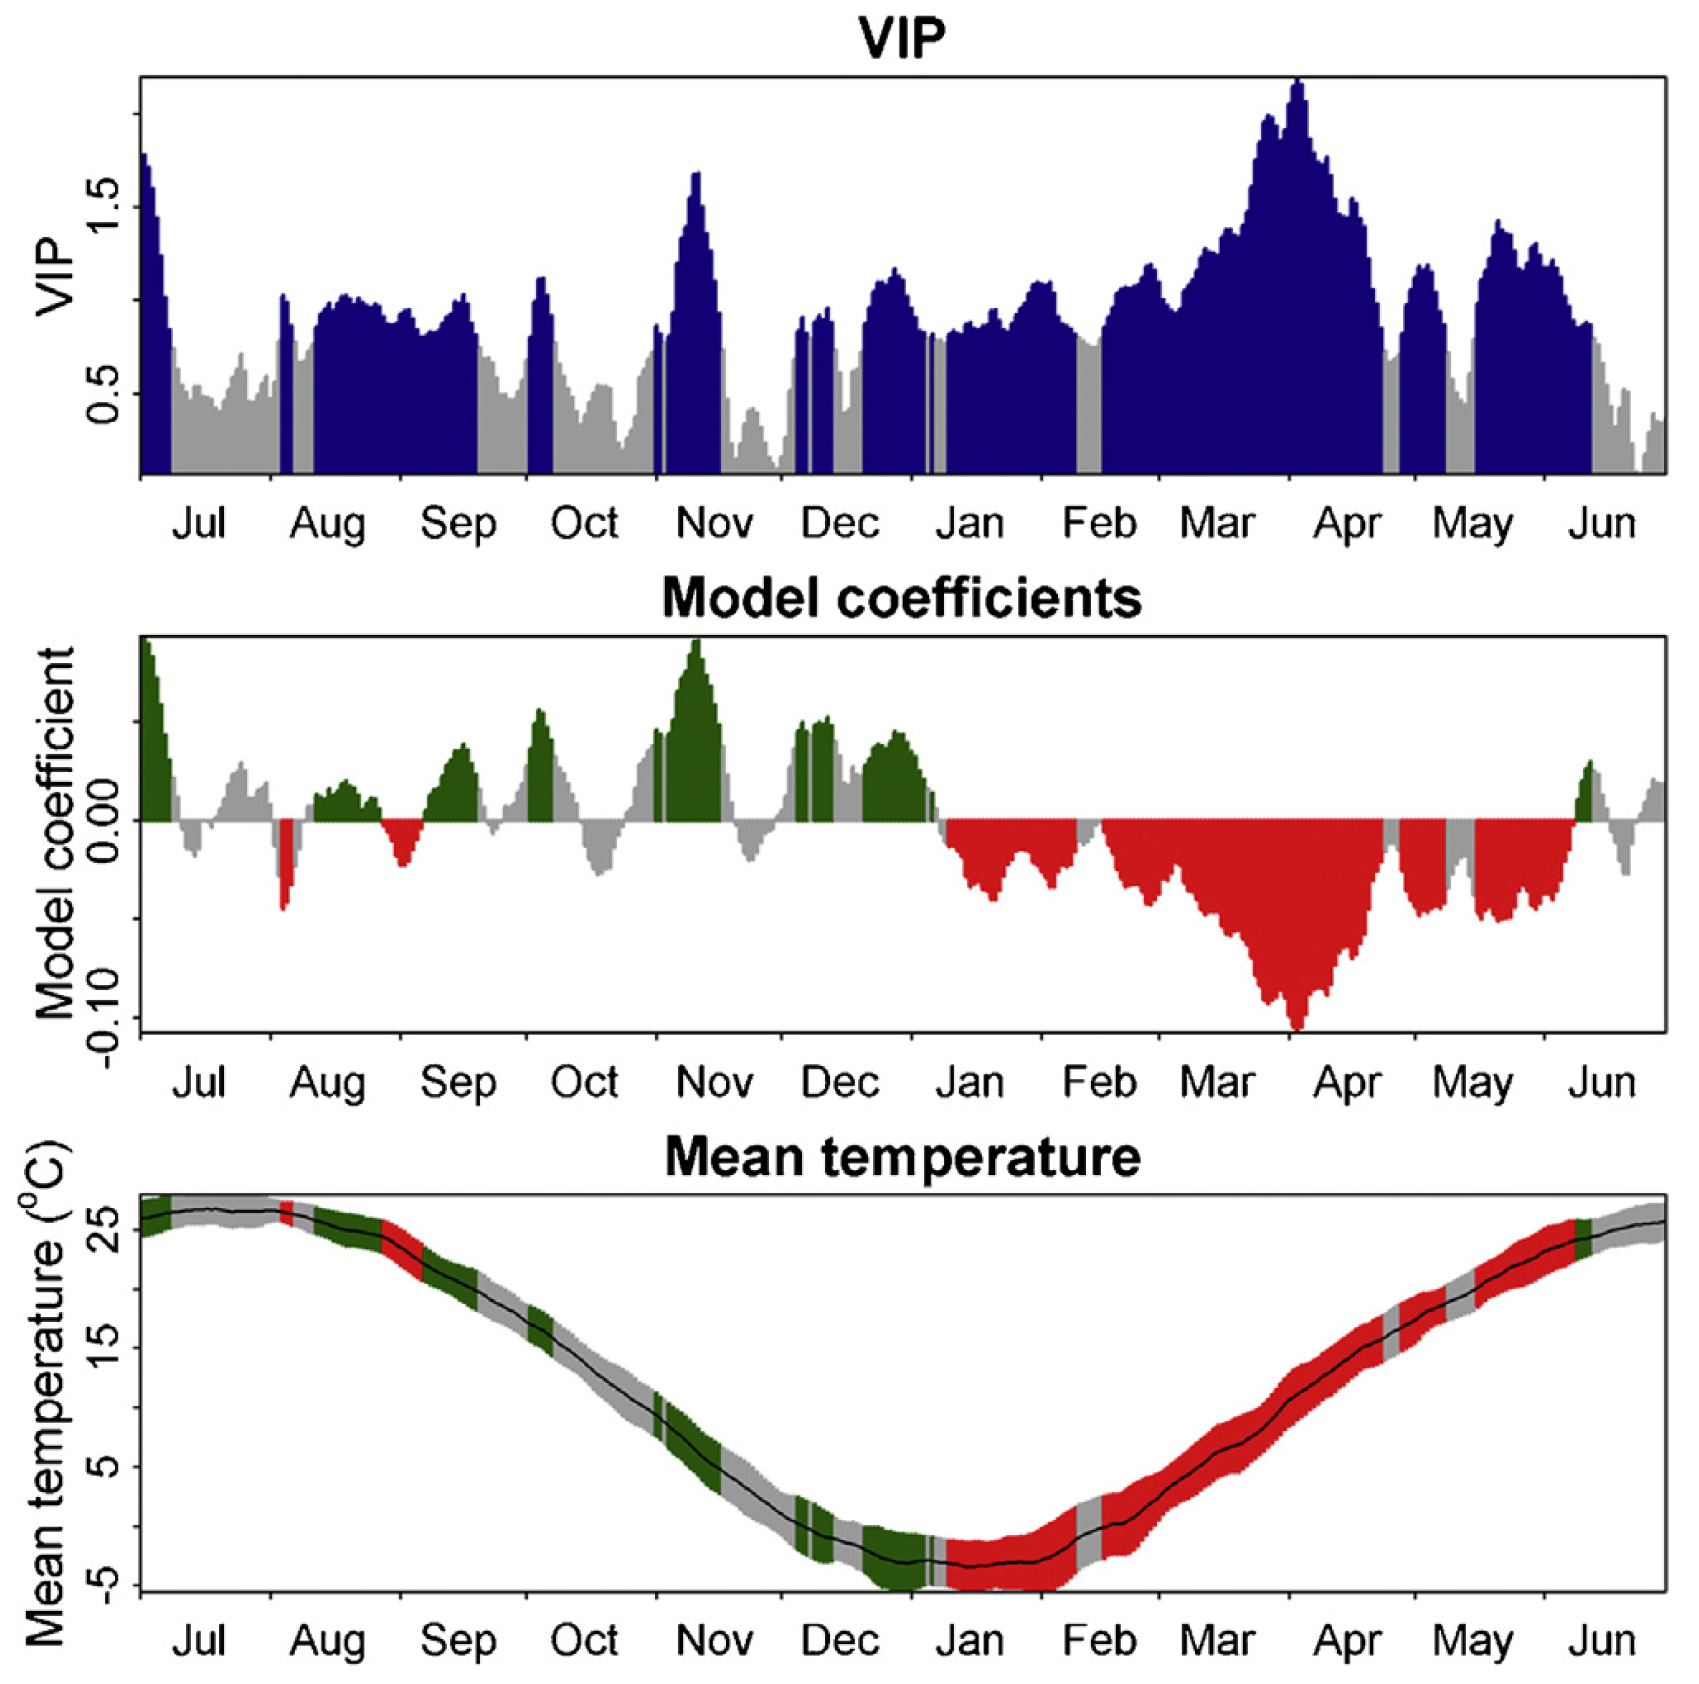 VIP
VIP
1.5
0.5
Jul Aug Sep Oct Nov Dec Jan Feb Mar Apr May Jun
Model coefficients
Model coefficient
0.00
-0.10
Jul Aug Sep Oct Nov Dec Jan Feb Mar Apr May Jun
Mean temperature
Mean temperature (⁰C)
25
15
5
-5
Jul Aug Sep Oct Nov Dec Jan Feb Mar Apr May Jun